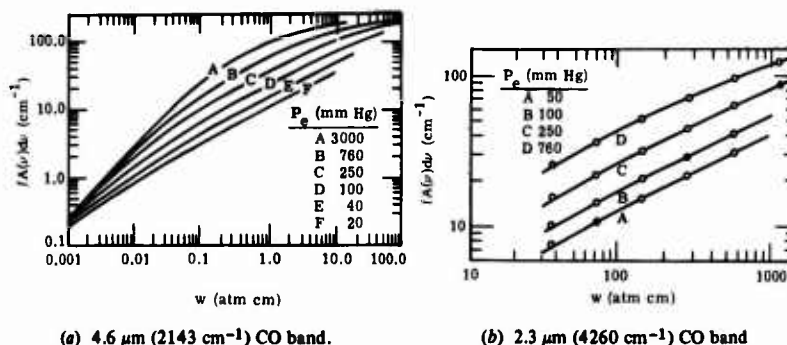 ∫A(ν)dν (cm⁻¹)
100.0
10.0
1.0
0.1
A
B
C
D
E
F
Pe (mm Hg)
A 3000
B 760
C 250
D 100
E 40
F 20
0.001
0.01
0.1
1.0
10.0
100.0
w (atm cm)
(a) 4.6 μm (2143 cm⁻¹) CO band.
∫A(ν)dν (cm⁻¹)
100
10
Pe (mm Hg)
A 50
B 100
C 250
D 760
D
C
B
A
10
100
1000
w (atm cm)
(b) 2.3 μm (4260 cm⁻¹) CO band